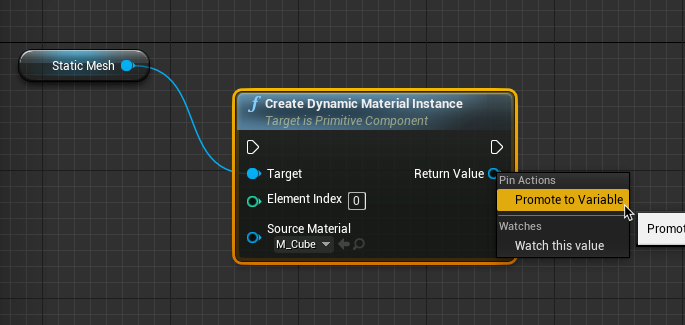 Static Mesh
f Create Dynamic Material Instance
Target is Primitive Component
Target
Return Value
Element Index 0
Source Material
M_Cube
Pin Actions
Promote to Variable
Watches
Watch this value
Promot